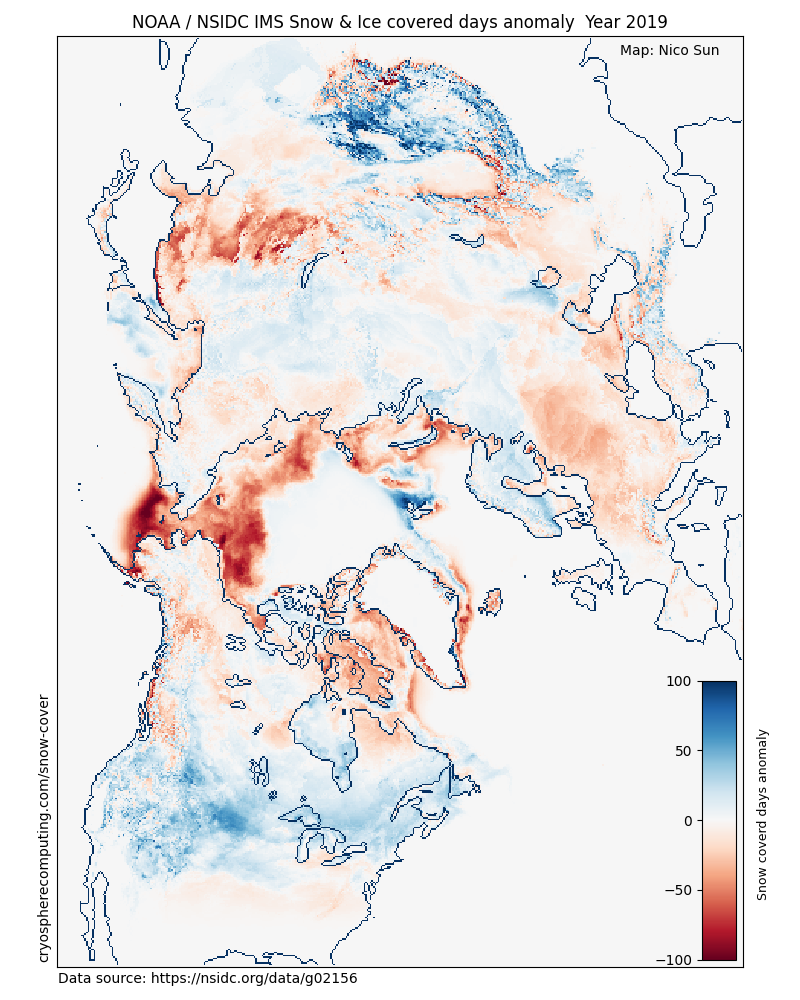 NOAA / NSIDC IMS Snow & Ice covered days anomaly  Year 2019
Map: Nico Sun
cryospherecomputing.com/snow-cover
100
50
0
−50
−100
Snow coverd days anomaly
Data source: https://nsidc.org/data/g02156